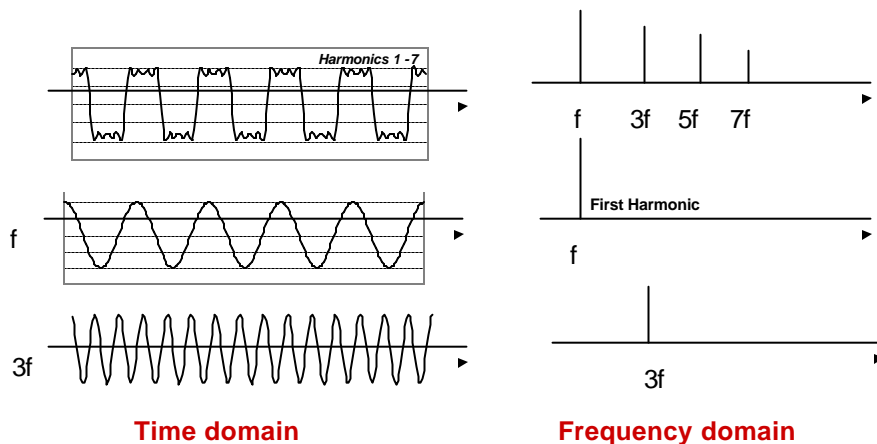 Harmonics 1 - 7
f 3f 5f 7f
f
First Harmonic
f
3f
3f
Time domain
Frequency domain